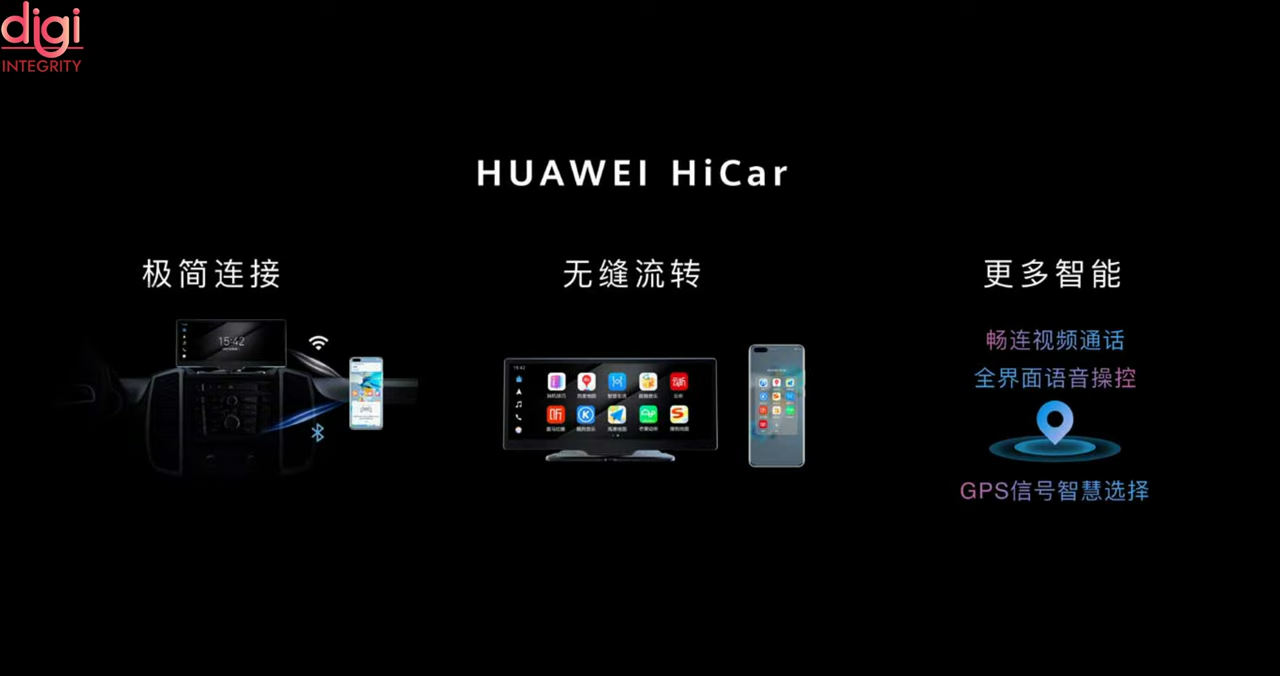 digi
INTEGRITY
HUAWEI HiCar
极简连接
无缝流转
更多智能
15:42
15:42
畅连视频通话
全界面语音操控
GPS信号智慧选择